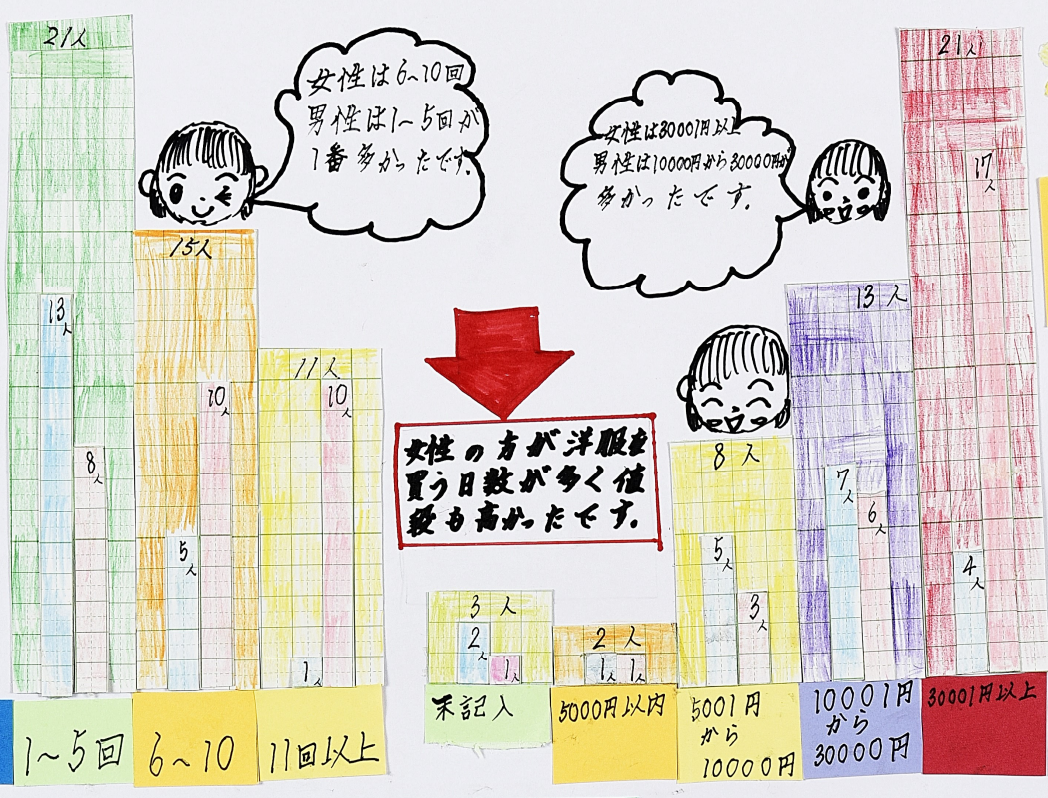 21人
13人
8人
1~5回
15人
5人
10人
6~10
11人
1人
10人
11回以上
女性は6~10回
男性は1~5回が
1番多かったです。
女性は30001円以上
男性は10000円から30000円が
多かったです。
女性の方が洋服を
買う日数が多く値
段も高かったです。
3人
2人
1人
不記入
2人
1人
1人
5000円以内
8人
5人
3人
5001円
から
10000円
13人
7人
6人
10001円
から
30000円
21人
4人
17人
30001円以上